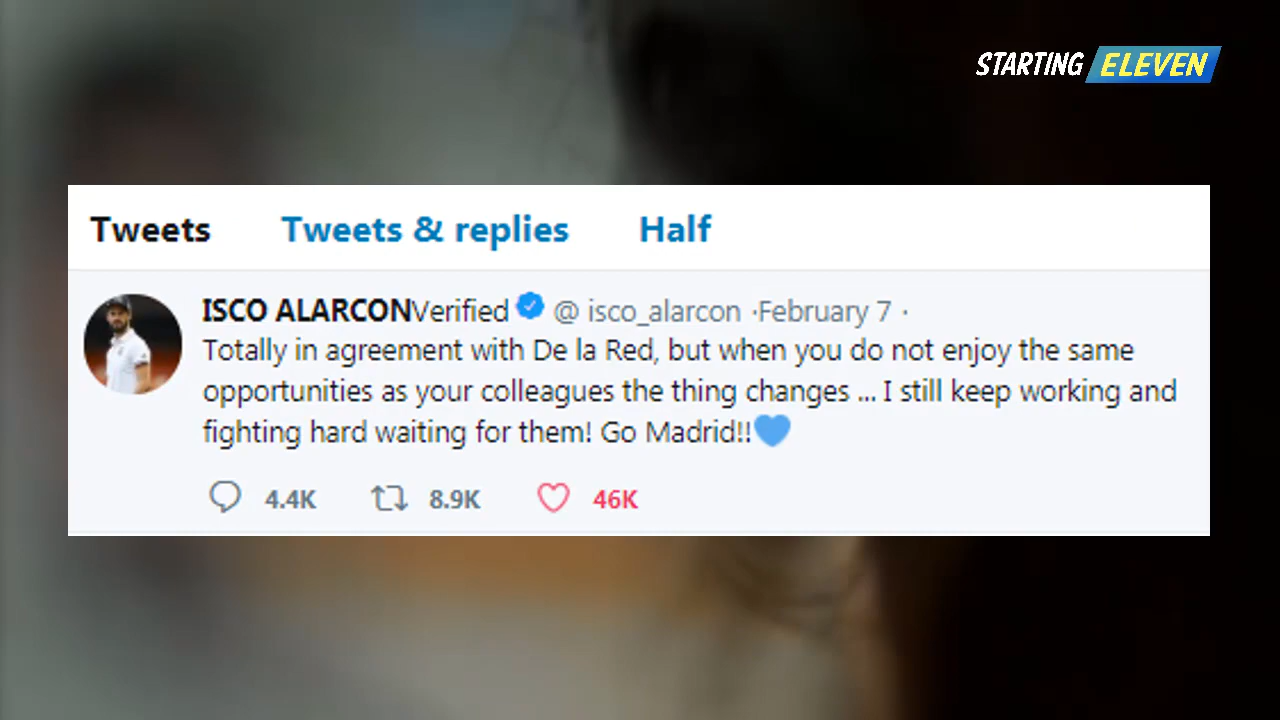 STARTING ELEVEN
Tweets Tweets & replies Half
ISCO ALARCONVerified @ isco_alarcon ·February 7 ·
Totally in agreement with De la Red, but when you do not enjoy the same
opportunities as your colleagues the thing changes ... I still keep working and
fighting hard waiting for them! Go Madrid!!💙
4.4K 8.9K 46K